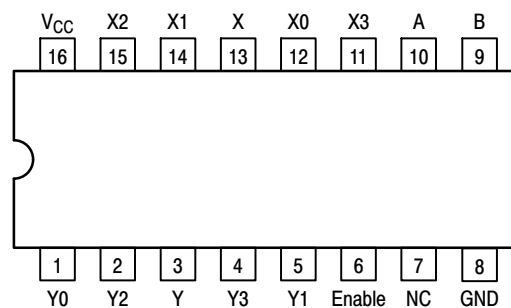 V_CC X2 X1 X X0 X3 A B
16 15 14 13 12 11 10 9
1 2 3 4 5 6 7 8
Y0 Y2 Y Y3 Y1 Enable NC GND